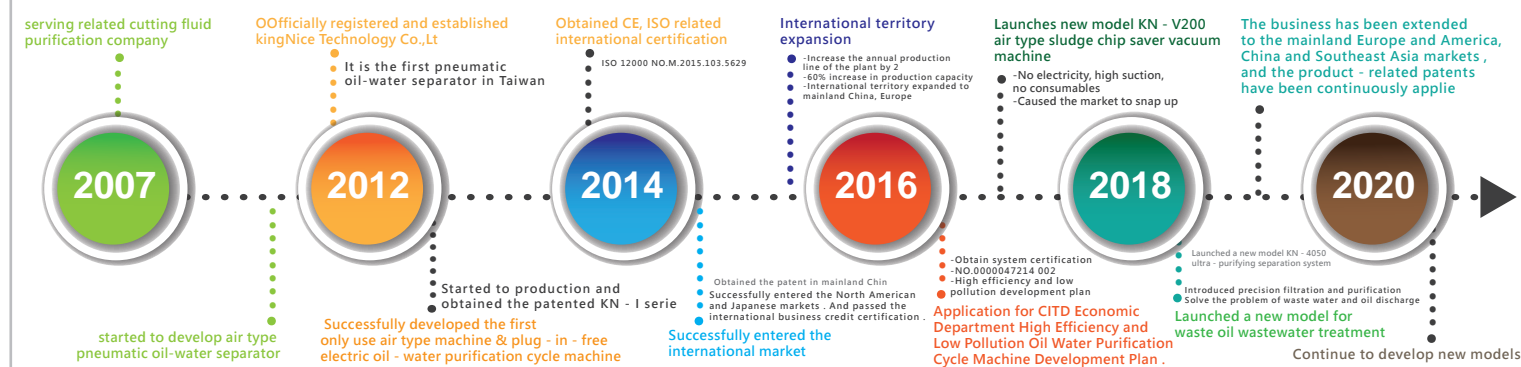 serving related cutting fluid
purification company
2007
started to develop air type
pneumatic oil-water separator
OOfficially registered and established
kingNice Technology Co.,Lt
It is the first pneumatic
oil-water separator in Taiwan
2012
Started to production and
obtained the patented KN - I serie
Successfully developed the first
only use air type machine & plug - in - free
electric oil - water purification cycle machine
Obtained CE, ISO related
international certification
ISO 12000 NO.M.2015.103.5629
2014
Obtained the patent in mainland Chin
Successfully entered the North American
and Japanese markets . And passed the
international business credit certification .
Successfully entered the
international market
International territory
expansion
-Increase the annual production
line of the plant by 2
-60% increase in production capacity
-International territory expanded to
mainland China, Europe
2016
-Obtain system certification
-NO.0000047214 002
-High efficiency and low
pollution development plan
Application for CITD Economic
Department High Efficiency and
Low Pollution Oil Water Purification
Cycle Machine Development Plan .
Launches new model KN - V200
air type sludge chip saver vacuum
machine
-No electricity, high suction,
no consumables
-Caused the market to snap up
2018
Launched a new model KN - 4050
ultra - purifying separation system
Introduced precision filtration and purification
Solve the problem of waste water and oil discharge
Launched a new model for
waste oil wastewater treatment
The business has been extended
to the mainland Europe and America,
China and Southeast Asia markets ,
and the product - related patents
have been continuously applie
2020
Continue to develop new models